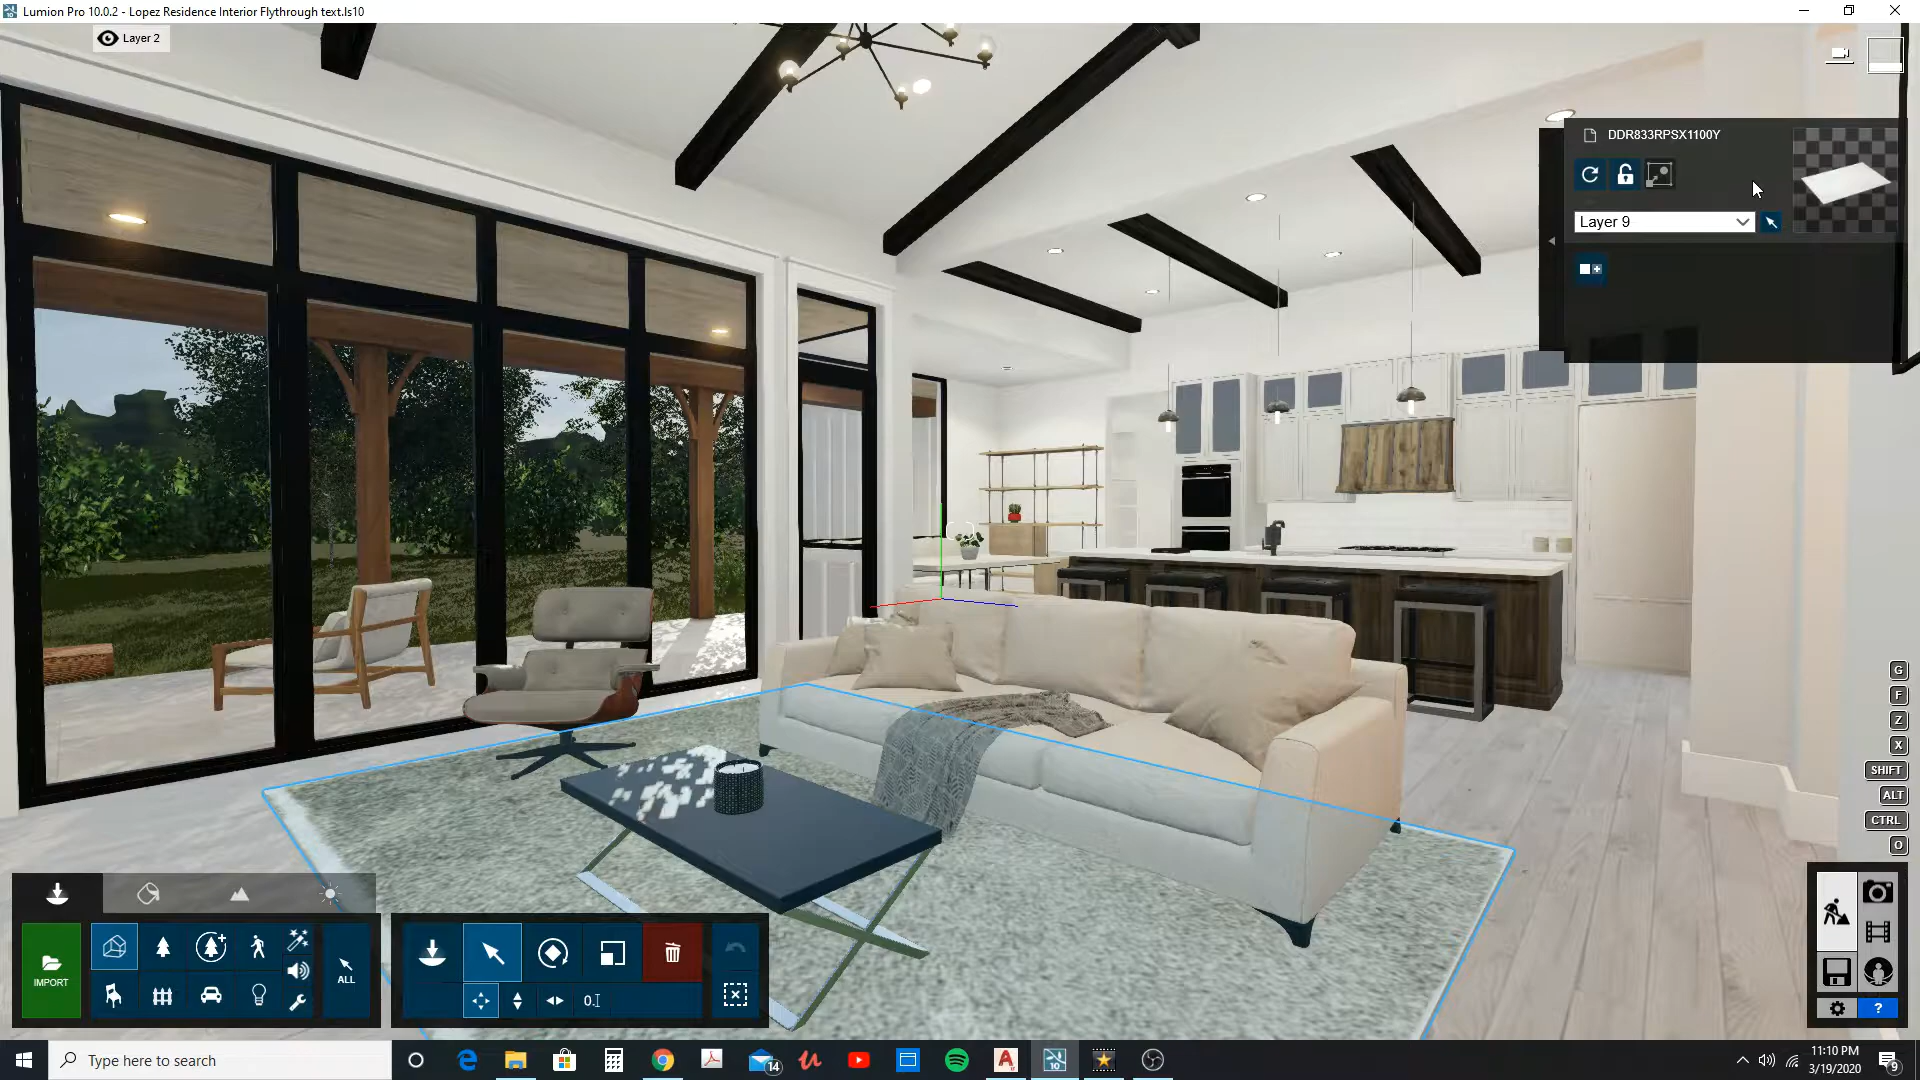 Lumion Pro 10.0.2 - Lopez Residence Interior Flythrough text.ls10
Layer 2
DDR833RPSX1100Y
Layer 9
G
F
Z
X
SHIFT
ALT
CTRL
O
IMPORT
ALL
0.
?
Type here to search
14
11:10 PM
3/19/2020
9